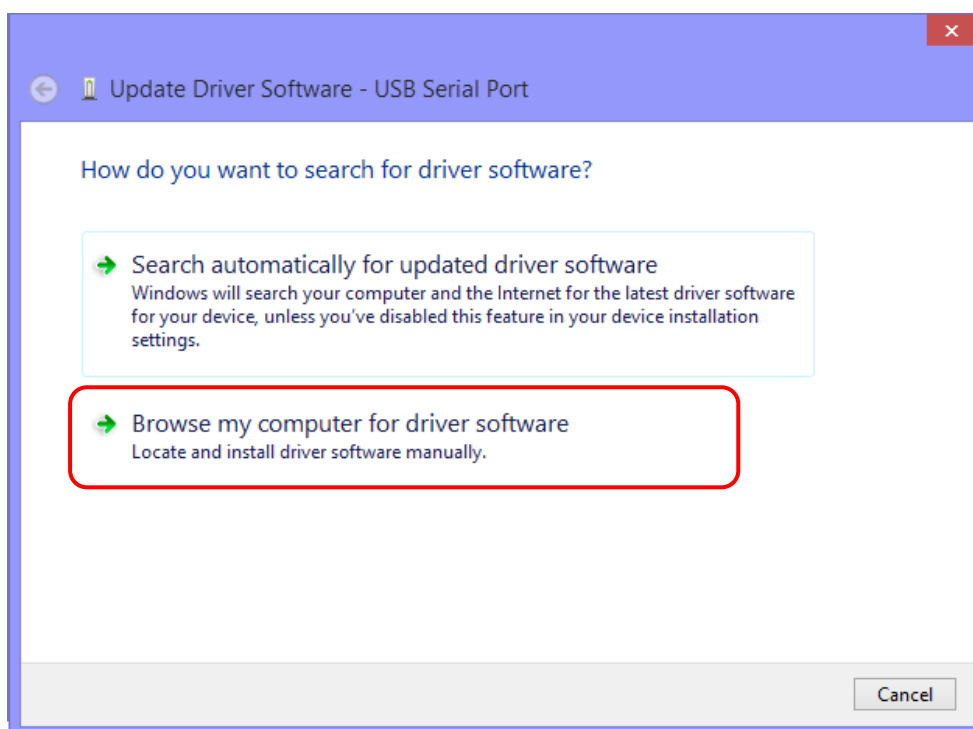 Update Driver Software - USB Serial Port
How do you want to search for driver software?
Search automatically for updated driver software
Windows will search your computer and the Internet for the latest driver software
for your device, unless you've disabled this feature in your device installation
settings.
Browse my computer for driver software
Locate and install driver software manually.
Cancel